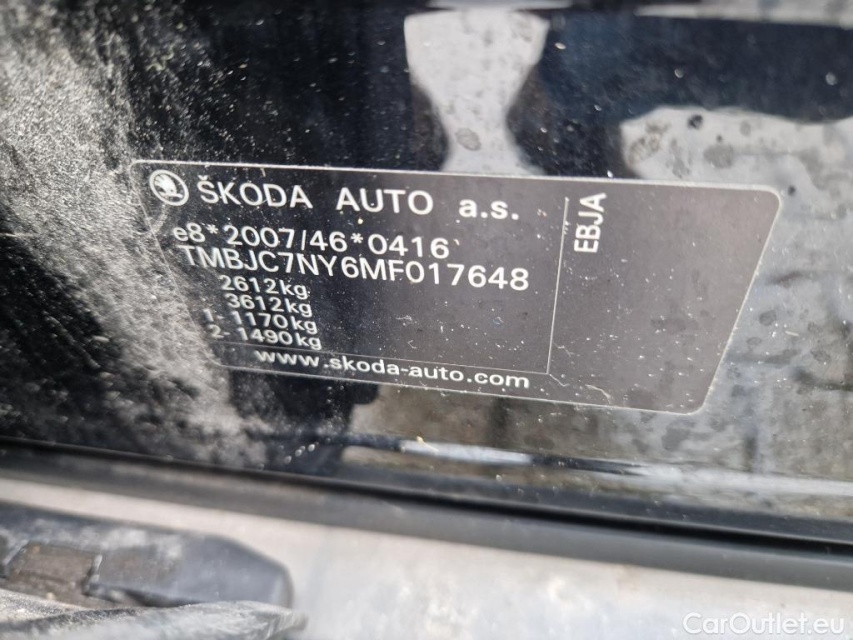 ŠKODA AUTO a.s.
e8*2007/46*0416
TMBJC7NY6MF017648
2612kg
3612kg
1- 1170kg
2- 1490kg
www.skoda-auto.com
EBJA
CarOutlet.eu